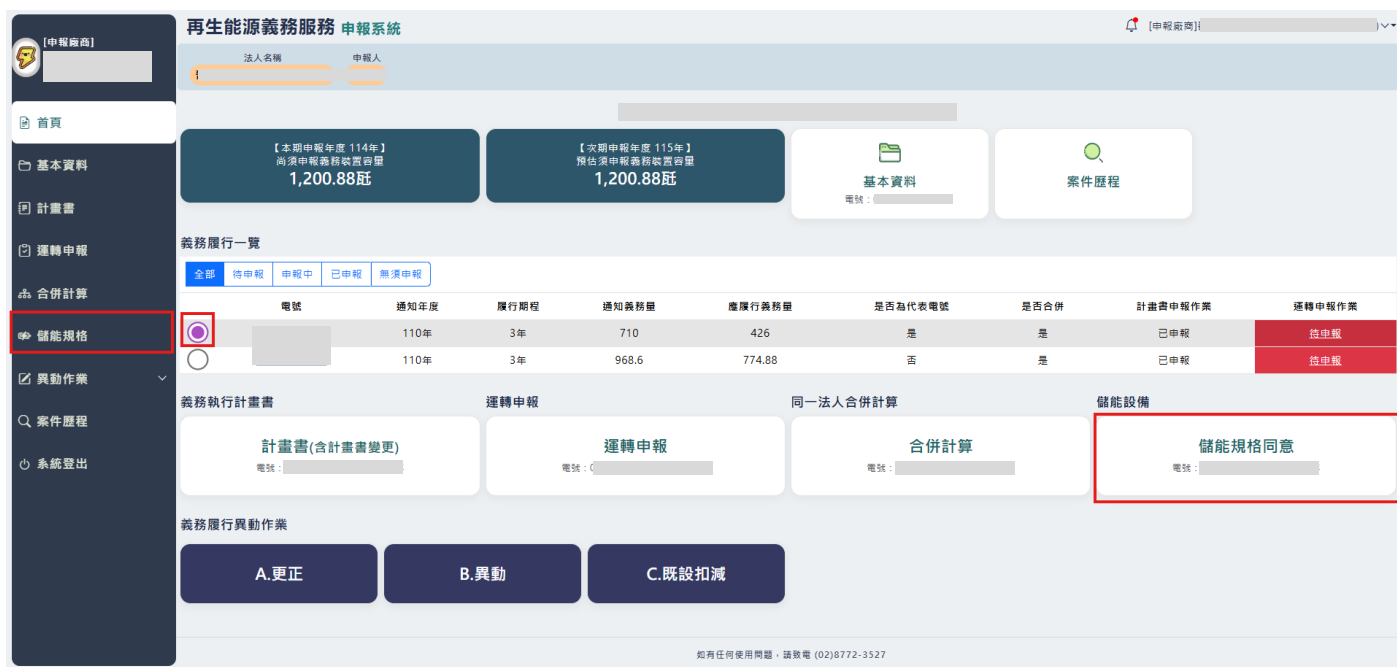 [申報廠商]
首頁
基本資料
計畫書
運轉申報
合併計算
儲能規格
異動作業
案件歷程
系統登出
再生能源義務服務 申報系統
[申報廠商]
法人名稱 申報人
【本期申報年度 114年】
尚須申報義務裝置容量
1,200.88瓩
【次期申報年度 115年】
預估須申報義務裝置容量
1,200.88瓩
基本資料
電號：
案件歷程
義務履行一覽
全部 待申報 申報中 已申報 無須申報
電號 通知年度 履行期程 通知義務量 應履行義務量 是否為代表電號 是否合併 計畫書申報作業 運轉申報作業
110年 3年 710 426 是 是 已申報 待申報
110年 3年 968.6 774.88 否 是 已申報 待申報
義務執行計畫書 運轉申報 同一法人合併計算 儲能設備
計畫書(含計畫書變更)
電號：
運轉申報
電號：
合併計算
電號：
儲能規格同意
電號：
義務履行異動作業
A.更正 B.異動 C.既設扣減
如有任何使用問題，請致電 (02)8772-3527